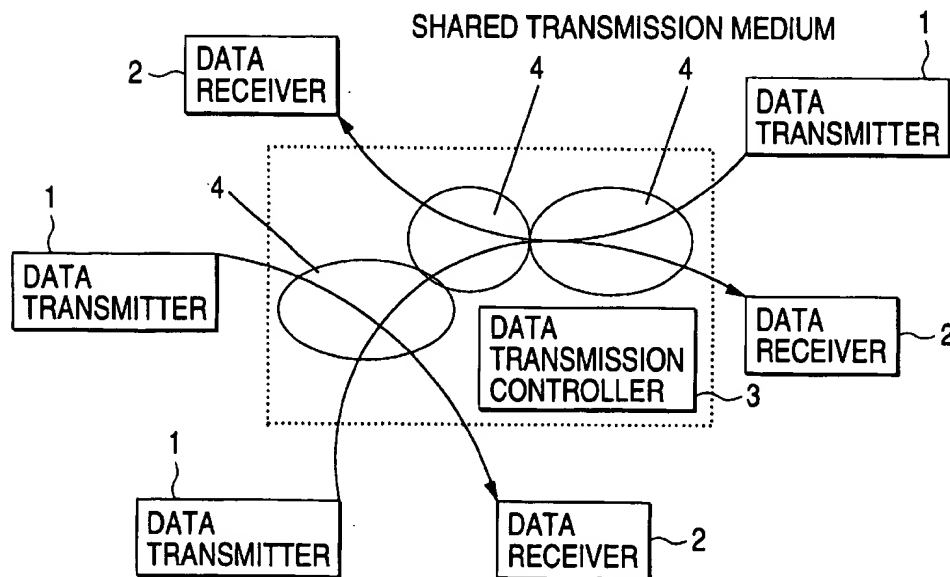 SHARED TRANSMISSION MEDIUM
1
2
DATA
RECEIVER
4
4
DATA
TRANSMITTER
1
4
DATA
TRANSMITTER
DATA
TRANSMISSION
CONTROLLER
3
DATA
RECEIVER
2
1
DATA
TRANSMITTER
DATA
RECEIVER
2